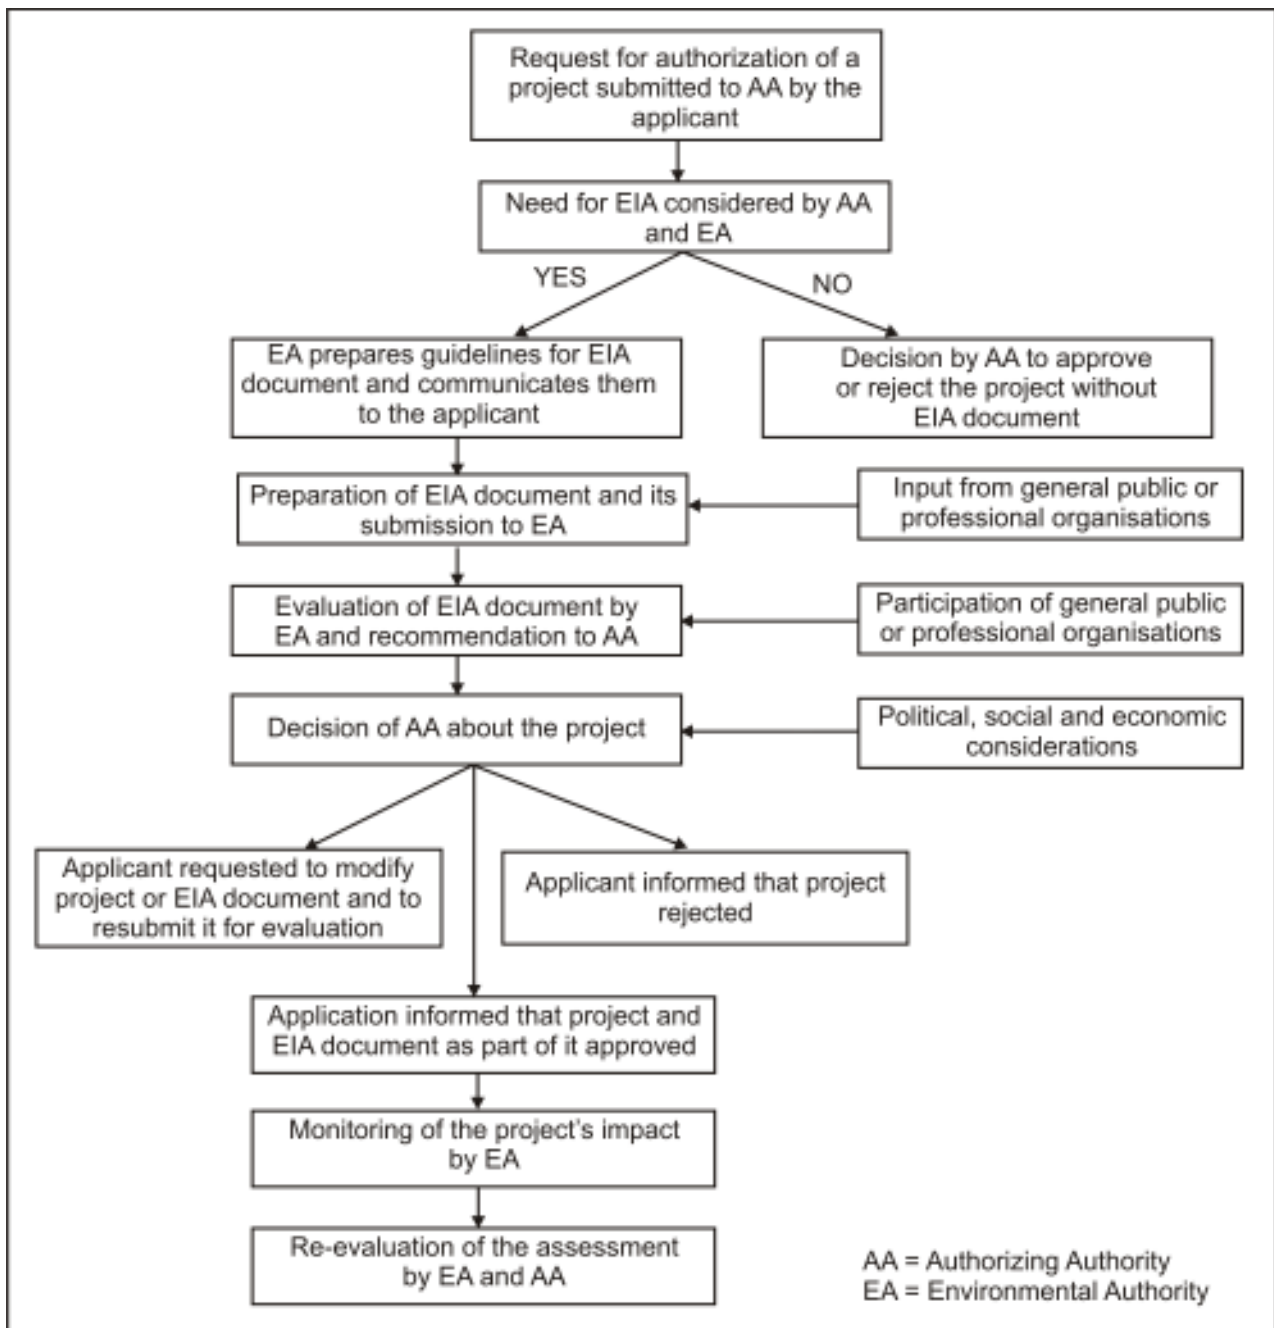 Request for authorization of a
project submitted to AA by the
applicant
Need for EIA considered by AA
and EA
YES
NO
EA prepares guidelines for EIA
document and communicates them
to the applicant
Decision by AA to approve
or reject the project without
EIA document
Preparation of EIA document and its
submission to EA
Input from general public or
professional organisations
Evaluation of EIA document by
EA and recommendation to AA
Participation of general public
or professional organisations
Decision of AA about the project
Political, social and economic
considerations
Applicant requested to modify
project or EIA document and to
resubmit it for evaluation
Applicant informed that project
rejected
Application informed that project and
EIA document as part of it approved
Monitoring of the project's impact
by EA
Re-evaluation of the assessment
by EA and AA
AA = Authorizing Authority
EA = Environmental Authority